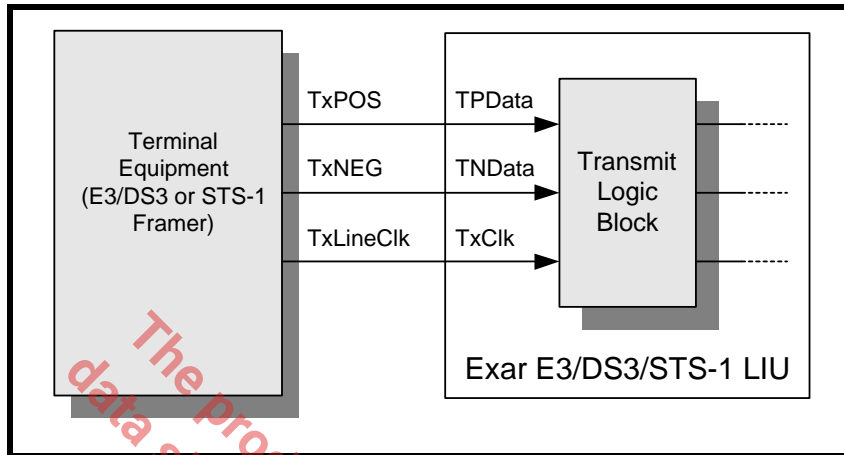 Terminal
Equipment
(E3/DS3 or STS-1
Framer)
TxPOS
TPData
TxNEG
TNData
TxLineClk
TxClk
Transmit
Logic
Block
Exar E3/DS3/STS-1 LIU
The
data